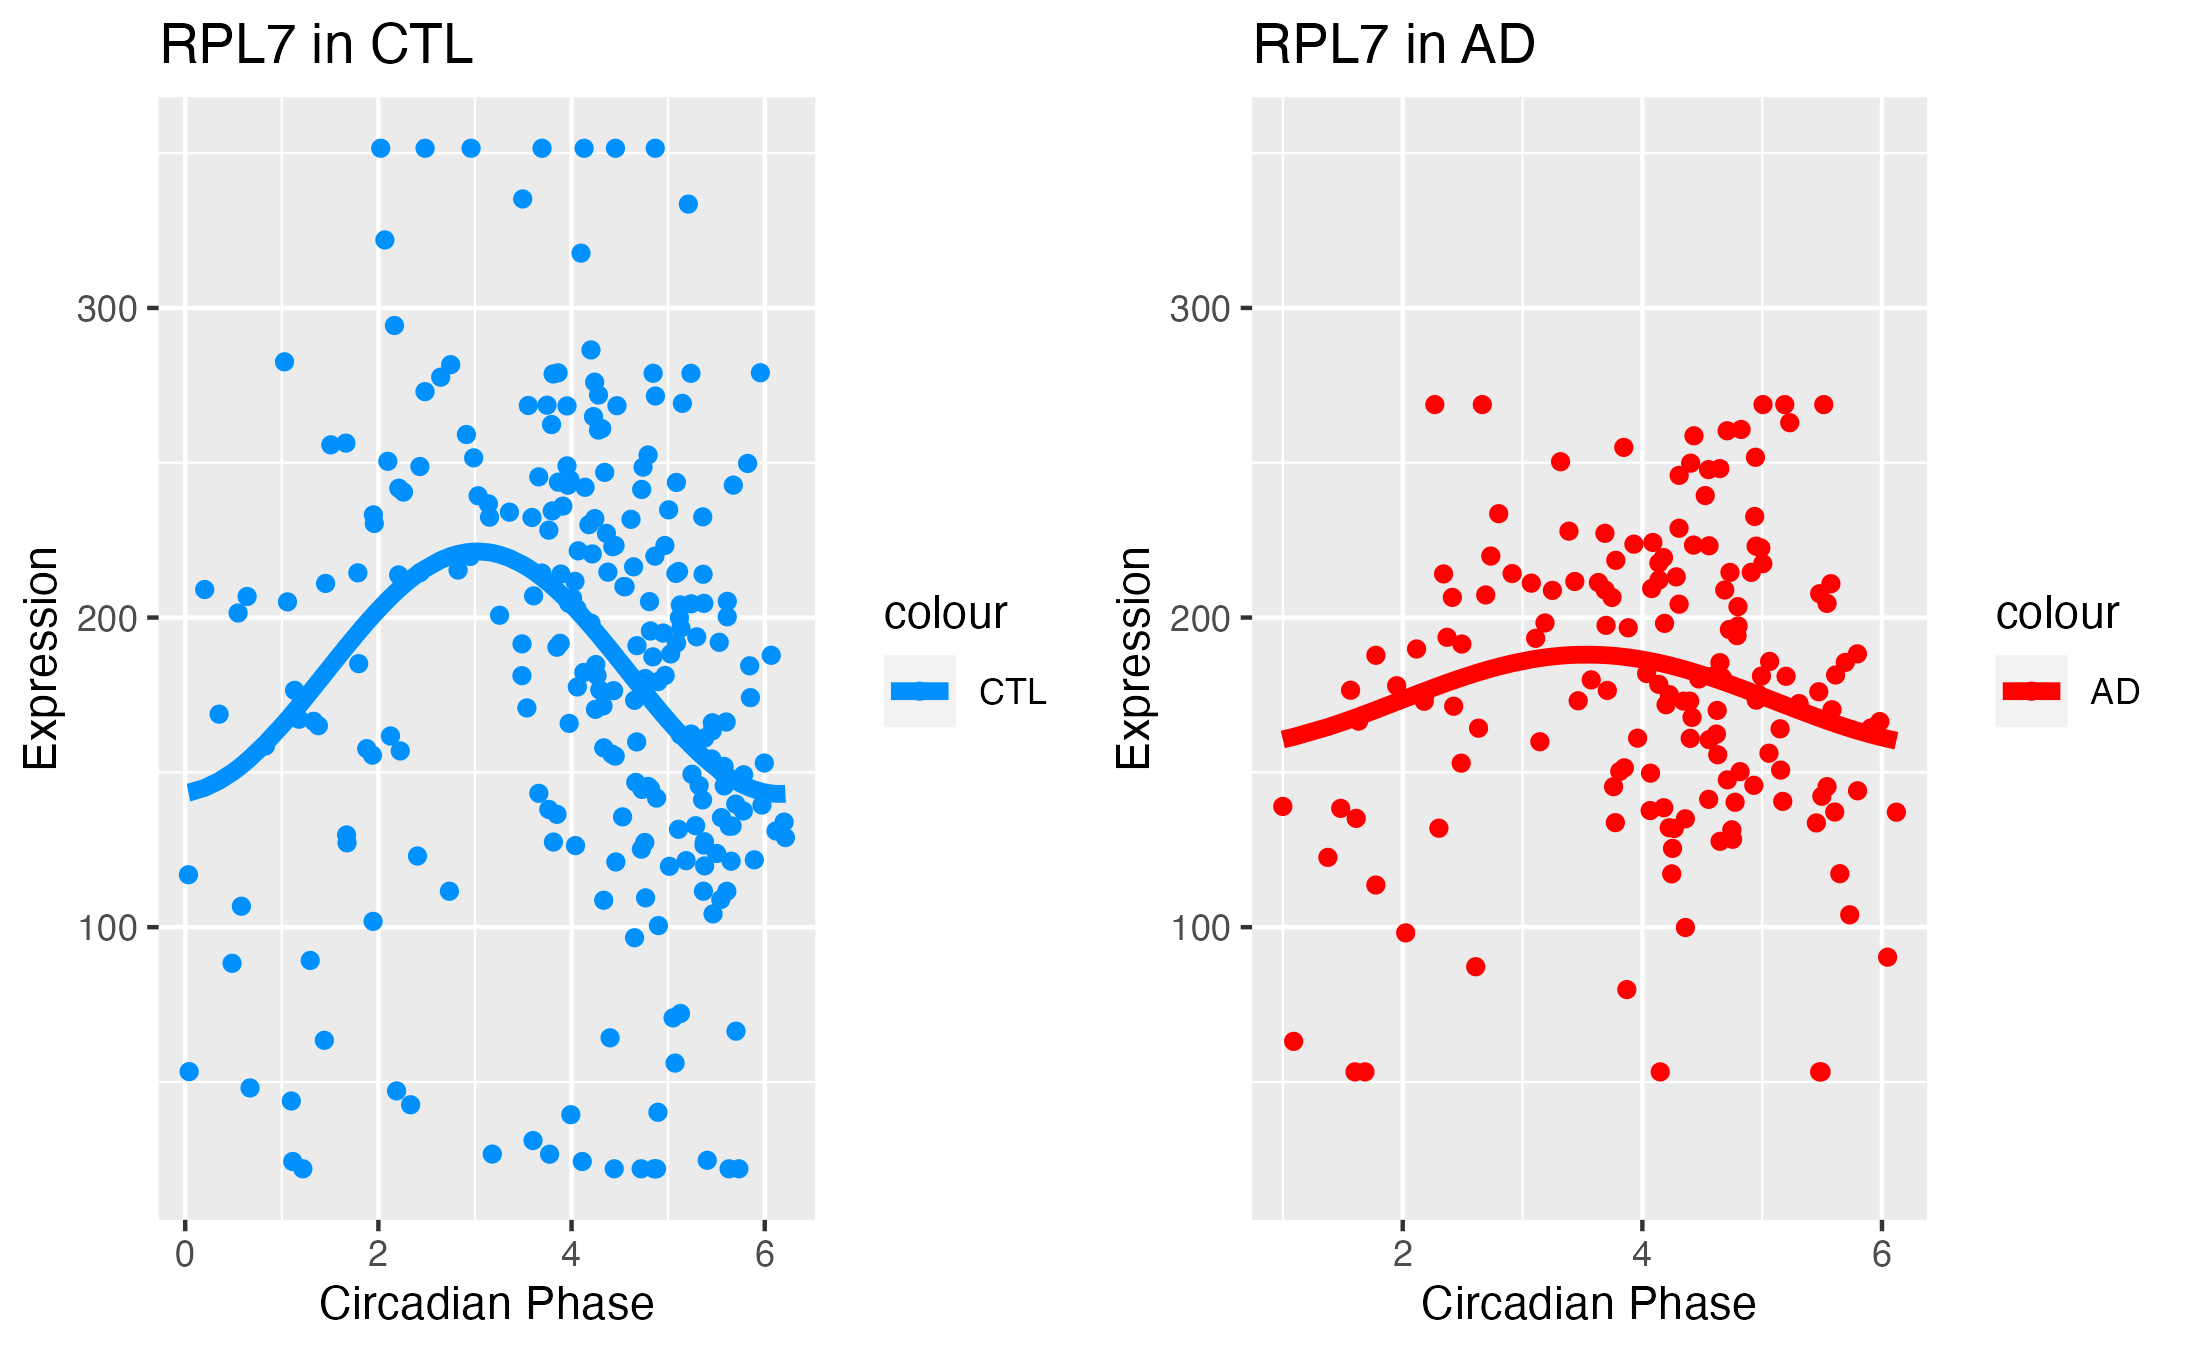 RPL7 in CTL
300
200
100
Expression
0 2 4 6
Circadian Phase
colour
CTL
RPL7 in AD
300
200
100
Expression
2 4 6
Circadian Phase
colour
AD